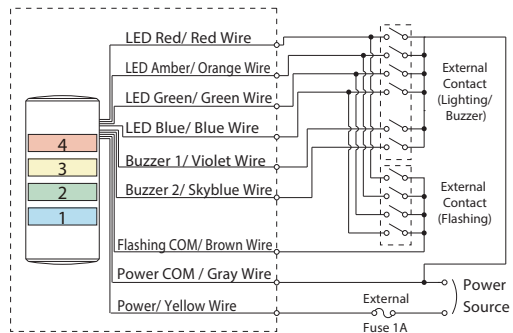 LED Red/ Red Wire
LED Amber/ Orange Wire
LED Green/ Green Wire
LED Blue/ Blue Wire
Buzzer 1/ Violet Wire
Buzzer 2/ Skyblue Wire
Flashing COM/ Brown Wire
Power COM / Gray Wire
Power/ Yellow Wire
4
3
2
1
External
Contact
(Lighting/
Buzzer)
External
Contact
(Flashing)
Power
Source
External
Fuse 1A